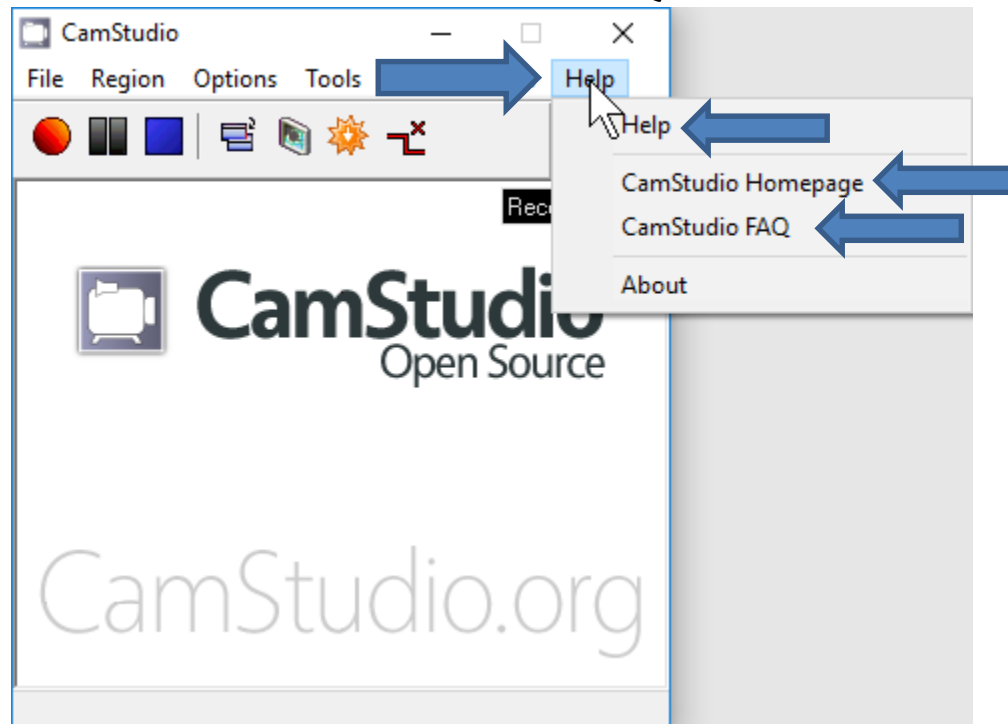 CamStudio
File Region Options Tools Help
Help
CamStudio Homepage
CamStudio FAQ
About
CamStudio
Open Source
CamStudio.org